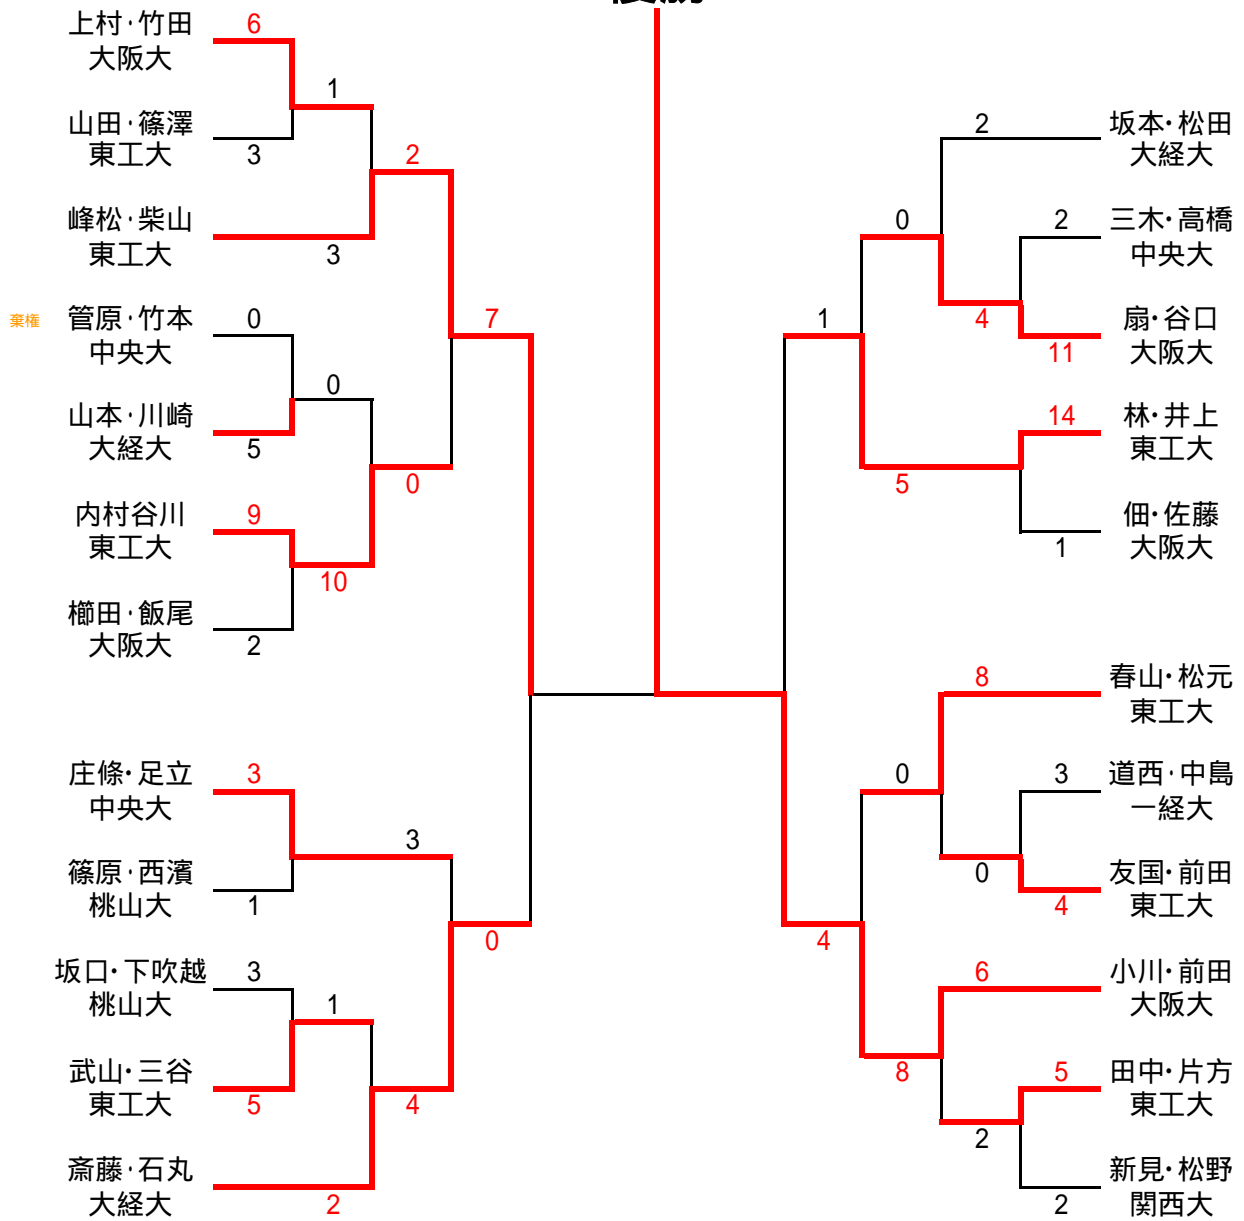 優勝
上村・竹田
大阪大
6
1
山田・篠澤
東工大
3
2
峰松・柴山
東工大
3
棄権
管原・竹本
中央大
0
7
0
山本・川崎
大経大
5
0
内村谷川
東工大
9
10
櫛田・飯尾
大阪大
2
庄條・足立
中央大
3
3
篠原・西濱
桃山大
1
0
坂口・下吹越
桃山大
3
1
武山・三谷
東工大
5
4
斎藤・石丸
大経大
2
2
坂本・松田
大経大
0
2
三木・高橋
中央大
1
4
扇・谷口
大阪大
11
14
林・井上
東工大
5
佃・佐藤
大阪大
1
8
春山・松元
東工大
0
3
道西・中島
一経大
0
友国・前田
東工大
4
4
6
小川・前田
大阪大
8
5
田中・片方
東工大
2
新見・松野
関西大
2